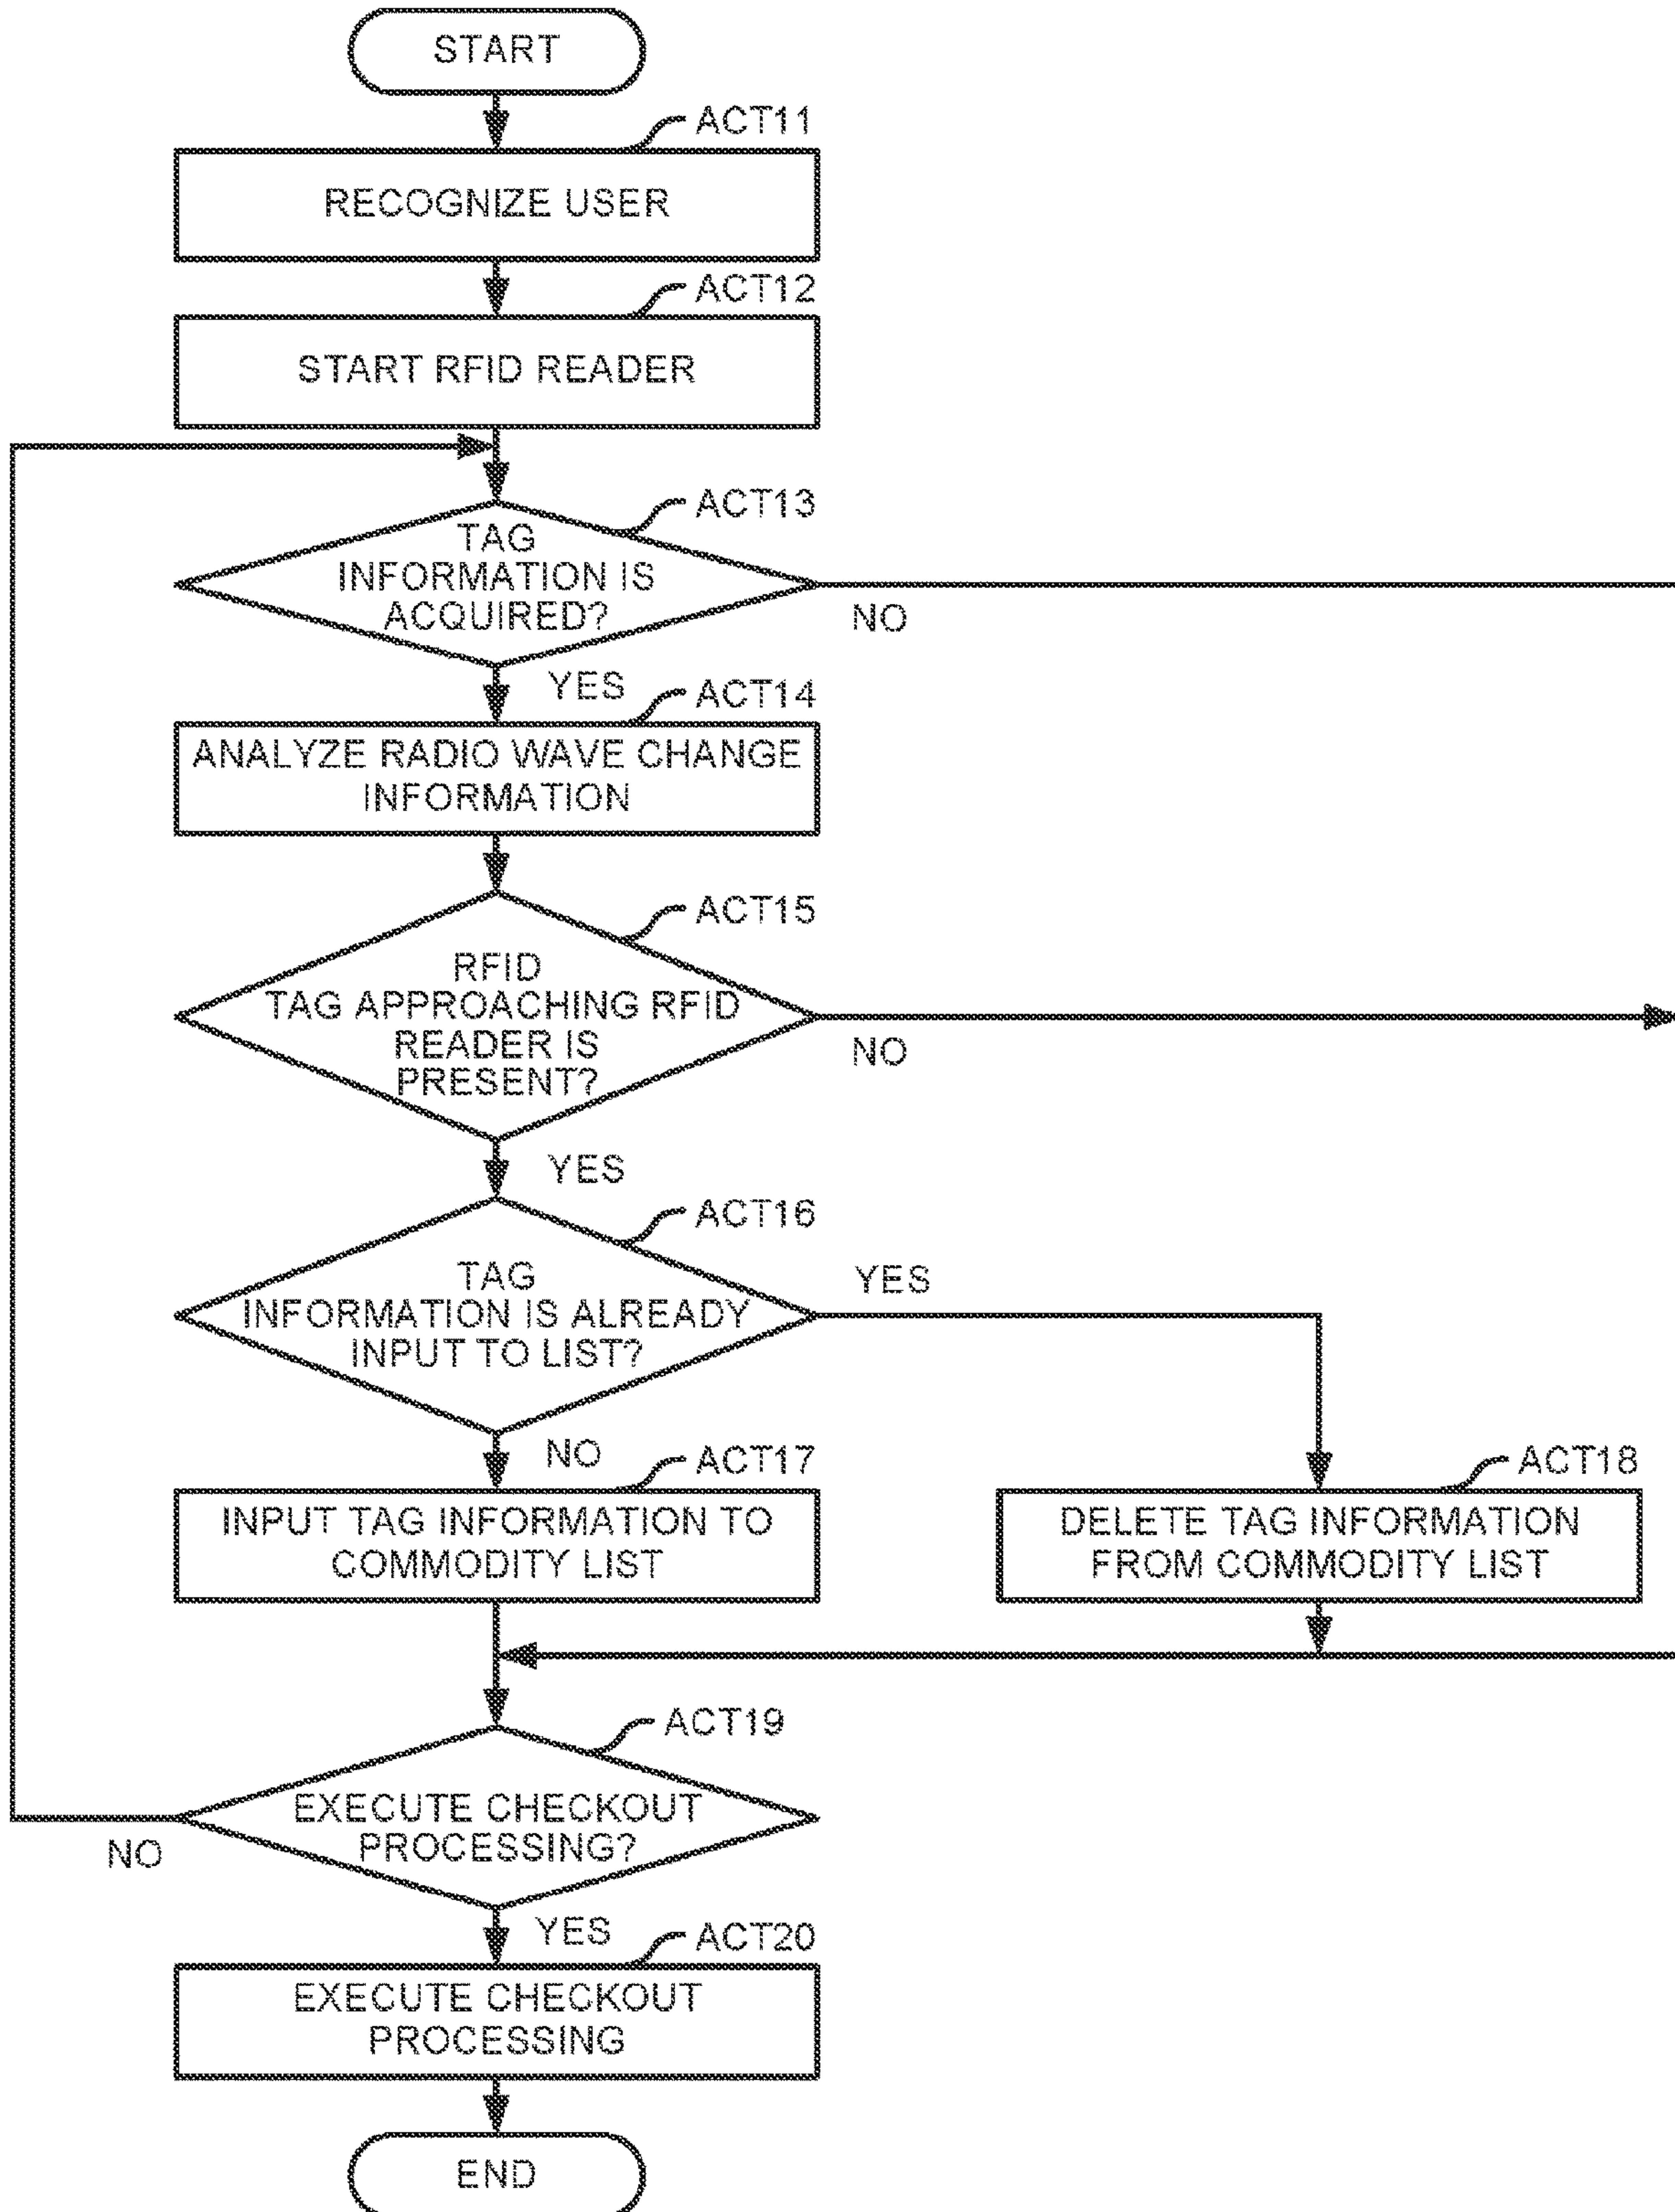 START
ACT11
RECOGNIZE USER
ACT12
START RFID READER
ACT13
TAG
INFORMATION IS
ACQUIRED?
NO
YES
ACT14
ANALYZE RADIO WAVE CHANGE
INFORMATION
ACT15
RFID
TAG APPROACHING RFID
READER IS
PRESENT?
NO
YES
ACT16
TAG
INFORMATION IS ALREADY
INPUT TO LIST?
YES
NO
ACT17
INPUT TAG INFORMATION TO
COMMODITY LIST
ACT18
DELETE TAG INFORMATION
FROM COMMODITY LIST
ACT19
EXECUTE CHECKOUT
PROCESSING?
NO
YES
ACT20
EXECUTE CHECKOUT
PROCESSING
END